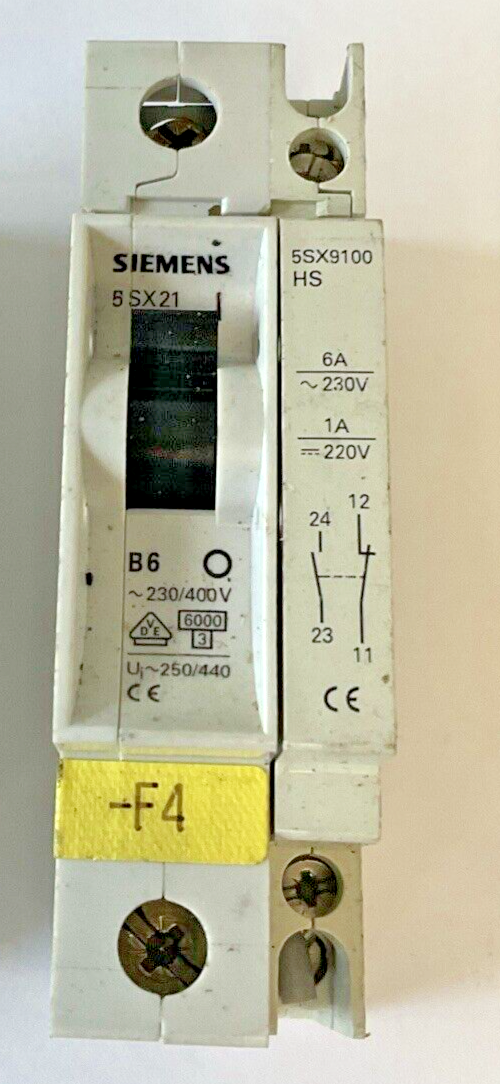 SIEMENS
5SX21
I
B6 O
~230/400V
VDE
6000
3
Ui~250/440
CE
-F4
5SX9100
HS
6A
~230V
1A
⎓220V
12
24
23
11
CE